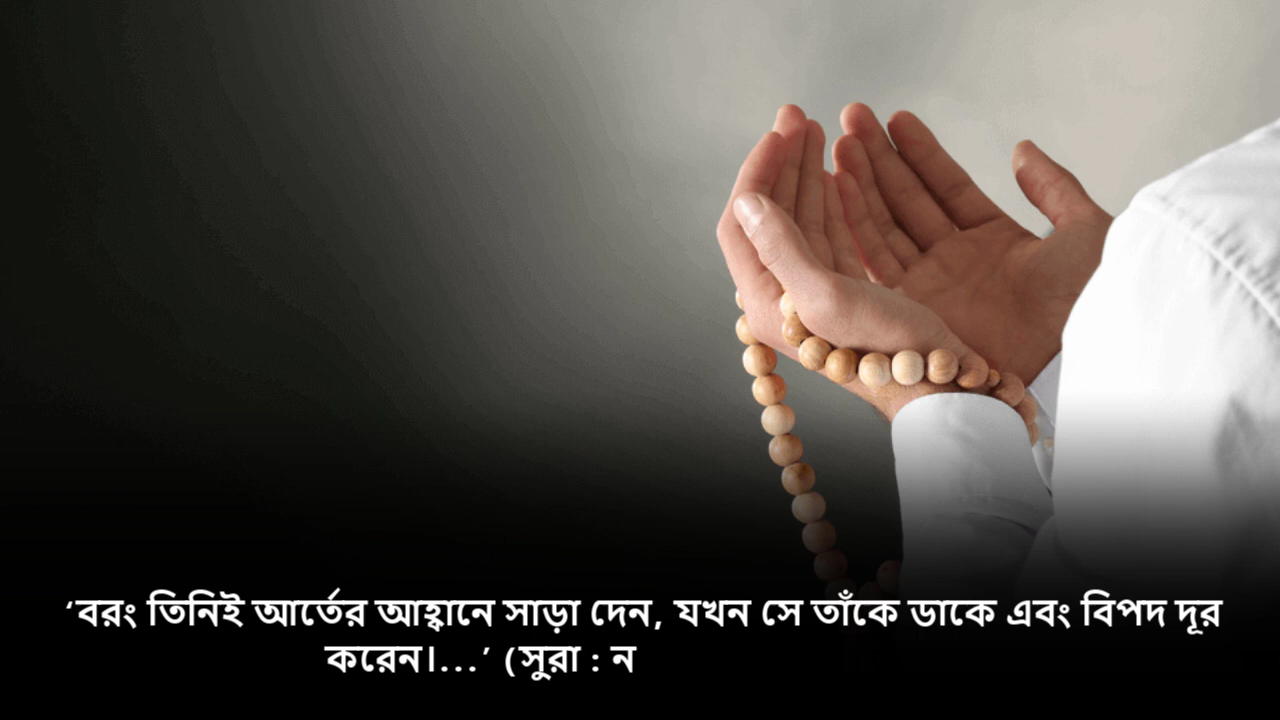 ‘বরং তিনিই আর্তের আহ্বানে সাড়া দেন, যখন সে তাঁকে ডাকে এবং বিপদ দূর
করেন।...’ (সুরা : ন